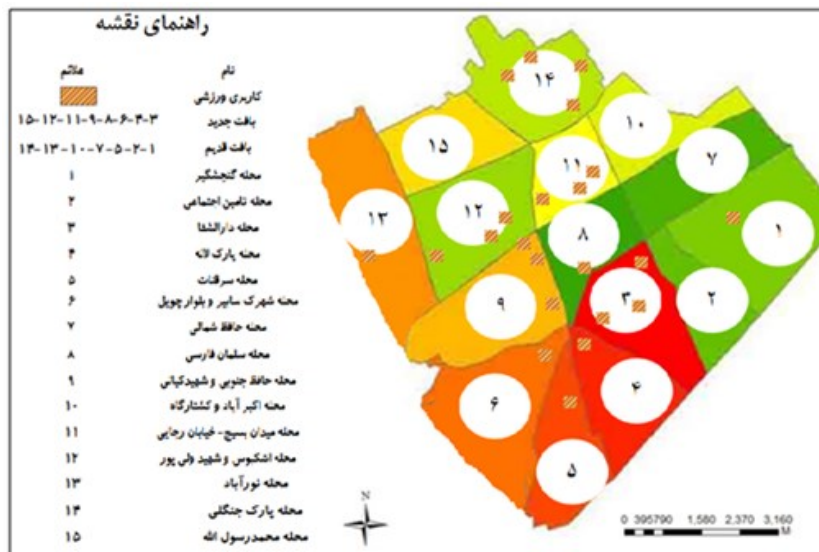 راهنمای نقشه
نام علائم
کاربری ورزشی
بافت جدید ۳-۴-۶-۸-۹-۱۱-۱۲-۱۵
بافت قدیم ۱-۲-۵-۷-۱۰-۱۳-۱۴
محله گنجشگیر ۱
محله تامین اجتماعی ۲
محله دارالشفا ۳
محله پارک لاله ۴
محله سرقنات ۵
محله شهرک سایبر و بلوار چوپل ۶
محله حافظ شمالی ۷
محله سلمان فارسی ۸
محله حافظ جنوبی و شهیدکیانی ۹
محله اکبر آباد و کشتارگاه ۱۰
محله میدان بسیج- خیابان رجایی ۱۱
محله اشکبوس و شهید ولی پور ۱۲
محله نورآباد ۱۳
محله پارک جنگلی ۱۴
محله محمدرسول الله ۱۵
N
۱۴
۱۰
۱۵
۱۱
۷
۱۳
۱۲
۸
۱
۹
۳
۲
۶
۴
۵
0 395790 1,580 2,370 3,160
M